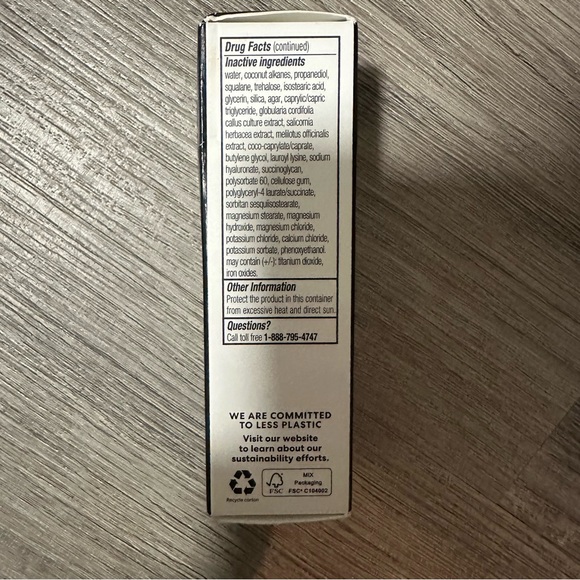 Drug Facts (continued)
Inactive ingredients
water, coconut alkanes, propanediol,
squalane, trehalose, isostearic acid,
glycerin, silica, agar, caprylic/capric
triglyceride, globularia cordifolia
callus culture extract, salicornia
herbacea extract, melilotus officinalis
extract, coco-caprylate/caprate,
butylene glycol, lauroyl lysine, sodium
hyaluronate, succinoglycan,
polysorbate 60, cellulose gum,
polyglyceryl-4 laurate/succinate,
sorbitan sesquiisostearate,
magnesium stearate, magnesium
hydroxide, magnesium chloride,
potassium chloride, calcium chloride,
potassium sorbate, phenoxyethanol.
may contain (+/-): titanium dioxide,
iron oxides.
Other Information
Protect the product in this container
from excessive heat and direct sun.
Questions?
Call toll free 1-888-795-4747
WE ARE COMMITTED
TO LESS PLASTIC
Visit our website
to learn about our
sustainability efforts.
Recycle carton
FSC
MIX
Packaging
FSC® C104002